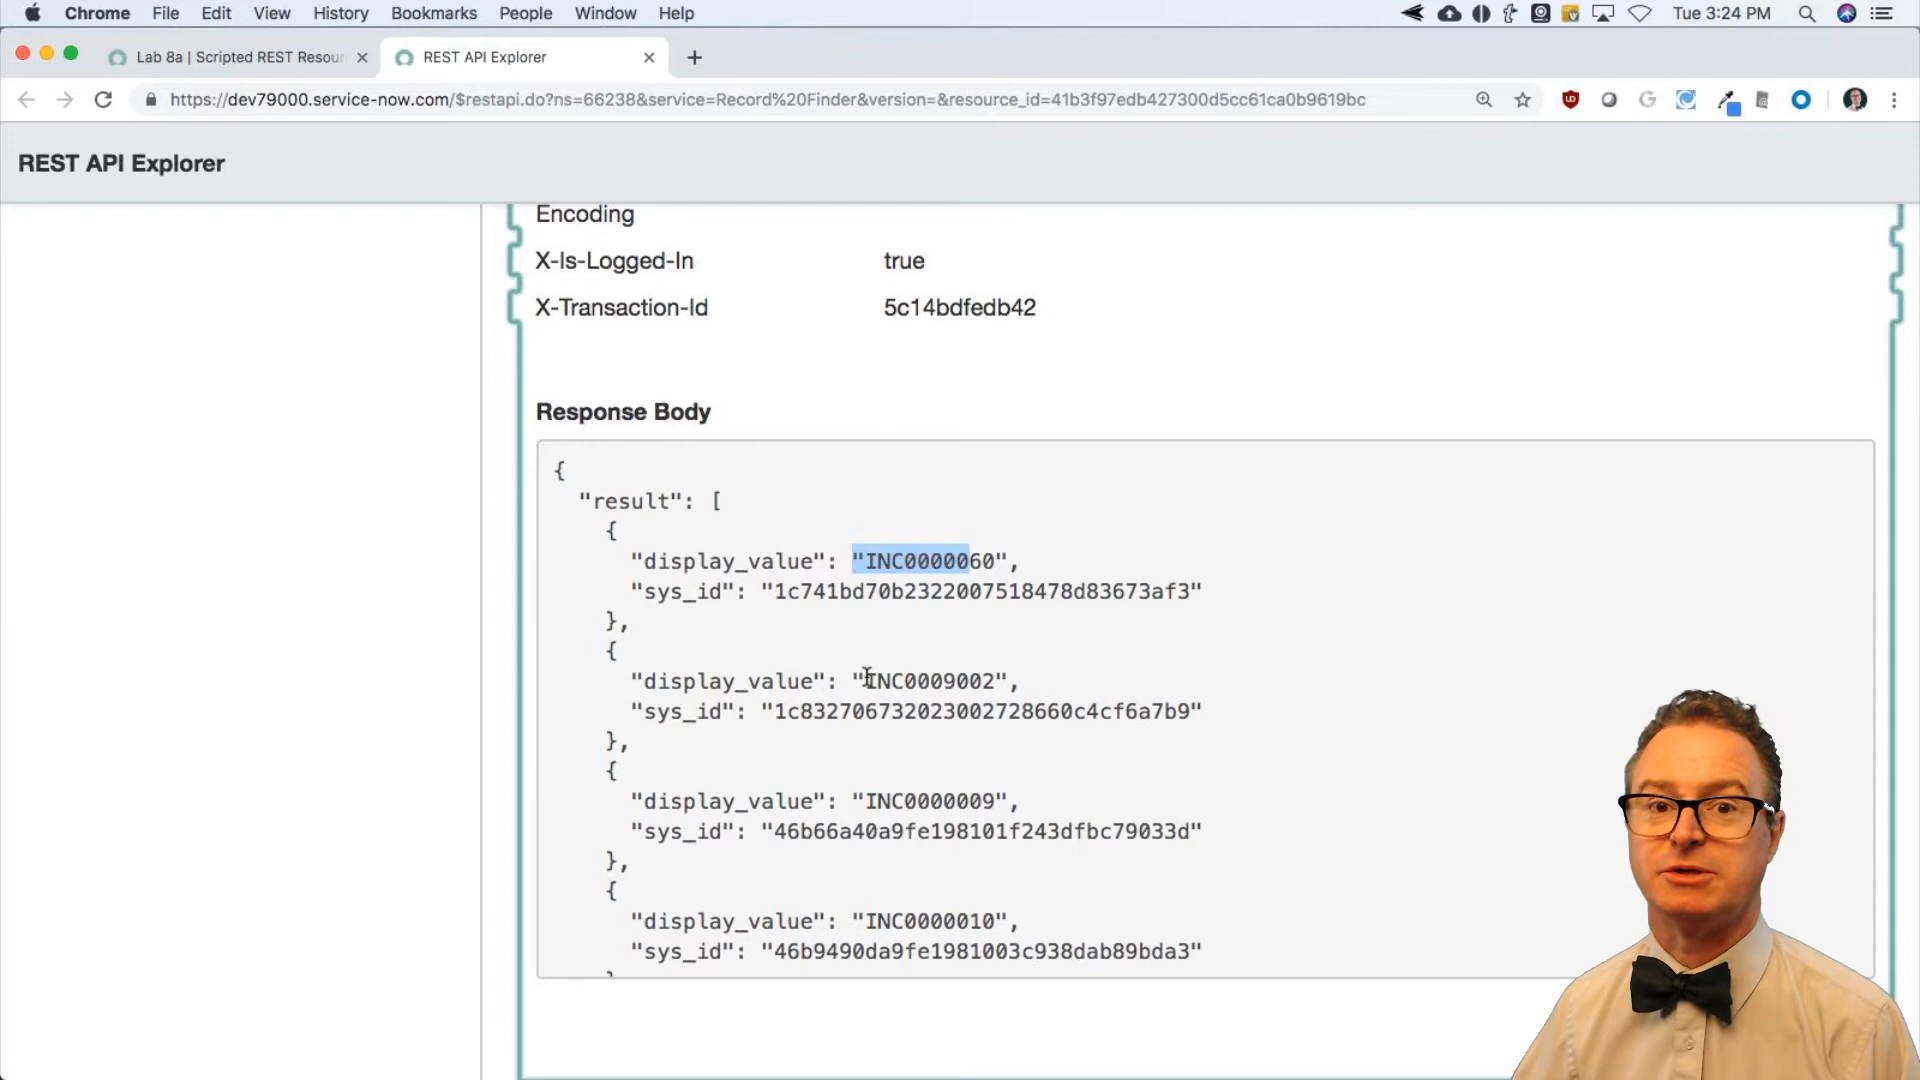 Chrome File Edit View History Bookmarks People Window Help Tue 3:24 PM
Lab 8a | Scripted REST Resour
REST API Explorer
https://dev79000.service-now.com/$restapi.do?ns=66238&service=Record%20Finder&version=&resource_id=41b3f97edb427300d5cc61ca0b9619bc
REST API Explorer
Encoding
X-Is-Logged-In true
X-Transaction-Id 5c14bdfedb42
Response Body
{
"result": [
{
"display_value": "INC0000060",
"sys_id": "1c741bd70b2322007518478d83673af3"
},
{
"display_value": "INC0009002",
"sys_id": "1c832706732023002728660c4cf6a7b9"
},
{
"display_value": "INC0000009",
"sys_id": "46b66a40a9fe198101f243dfbc79033d"
},
{
"display_value": "INC0000010",
"sys_id": "46b9490da9fe1981003c938dab89bda3"